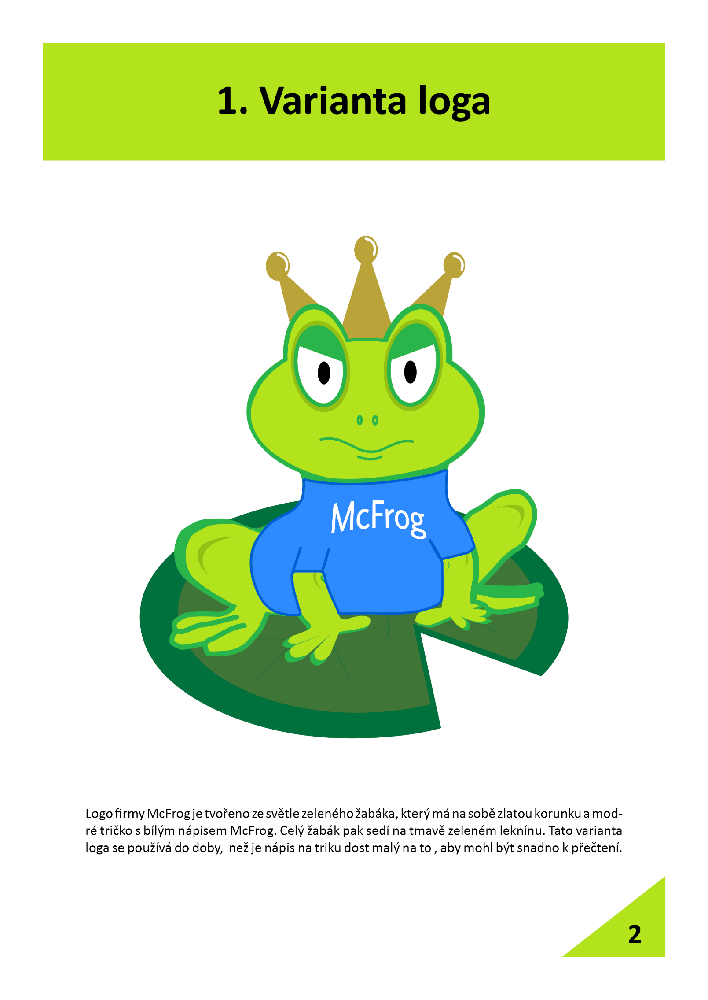 1. Varianta loga
McFrog
Logo firmy McFrog je tvořeno ze světle zeleného žabáka, který má na sobě zlatou korunku a mod-
ré tričko s bílým nápisem McFrog. Celý žabák pak sedí na tmavě zeleném leknínu. Tato varianta
loga se používá do doby,  než je nápis na triku dost malý na to , aby mohl být snadno k přečtení.
2